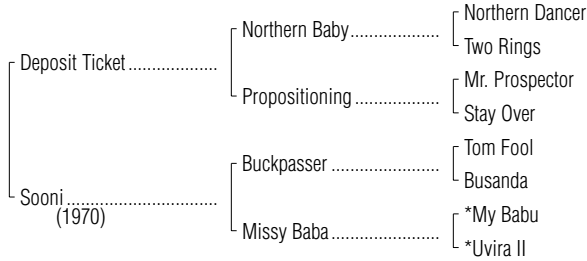 Northern Dancer
Northern Baby....................
Two Rings
Deposit Ticket....................
Mr. Prospector
Propositioning...................
Stay Over
Tom Fool
Buckpasser........................
Busanda
Sooni..................................
(1970)
*My Babu
Missy Baba........................
*Uvira II